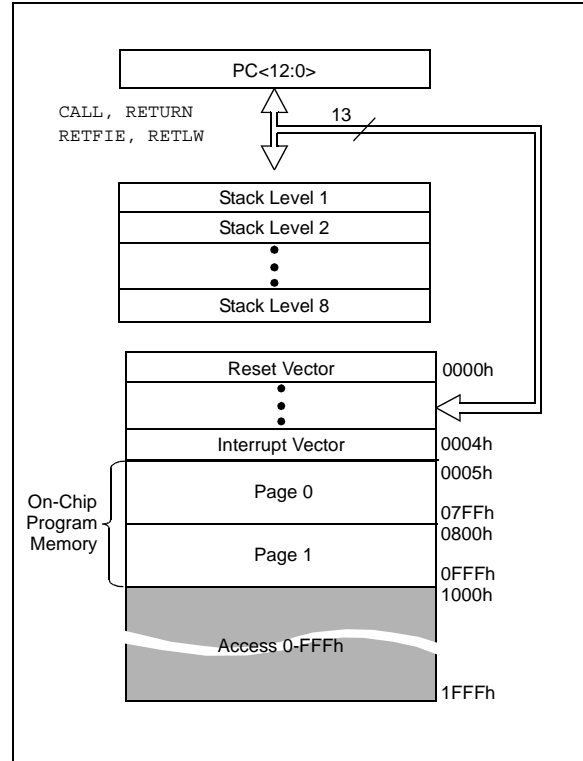 PC<12:0>
CALL, RETURN
RETFIE, RETLW
13
Stack Level 1
Stack Level 2
Stack Level 8
Reset Vector
0000h
Interrupt Vector
0004h
0005h
On-Chip
Program
Memory
Page 0
07FFh
0800h
Page 1
0FFFh
1000h
Access 0-FFFh
1FFFh